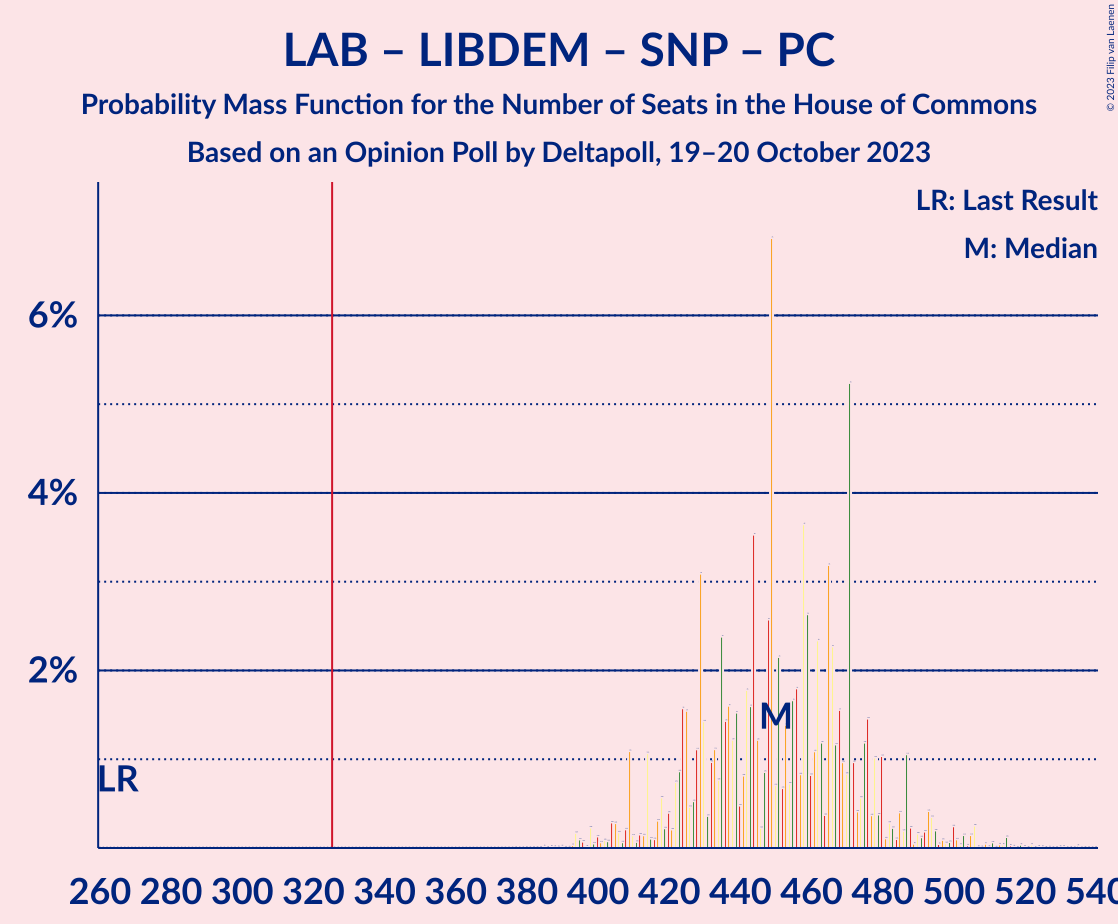 LAB – LIBDEM – SNP – PC
Probability Mass Function for the Number of Seats in the House of Commons
Based on an Opinion Poll by Deltapoll, 19–20 October 2023
© 2023 Filip van Laenen
LR: Last Result
M: Median
6%
4%
2%
M
LR
260 280 300 320 340 360 380 400 420 440 460 480 500 520 540